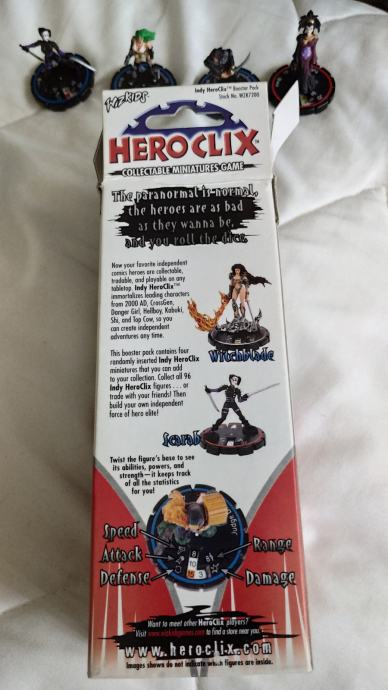 WIZKIDS
Indy HeroClix™ Booster Pack
Stock No. WZK7200
HEROCLIX™
COLLECTABLE MINIATURES GAME
The paranormal is normal,
the heroes are as bad
as they wanna be,
and you roll the dice.
Now your favorite independent
comics heroes are collectable,
tradable, and playable on any
tabletop. Indy HeroClix™
immortalizes leading characters
from 2000 AD, CrossGen,
Danger Girl, Hellboy, Kabuki,
Shi, and Top Cow, so you
can create independent
adventures any time.
Witchblade
This booster pack contains four
randomly inserted Indy HeroClix
miniatures that you can add
to your collection. Collect all 96
Indy HeroClix figures . . . or
trade with your friends! Then
build your own independent
force of hero elite!
Scarab
Twist the figure's base to see
its abilities, powers, and
strength—it keeps track
of all the statistics
for you!
Speed
Attack
Defense
Range
Damage
8
10
15 3
Want to meet other HeroClix players?
Visit www.wizkidsgames.com to find a store near you.
www.heroclix.com
Images shown do not indicate which figures are inside.